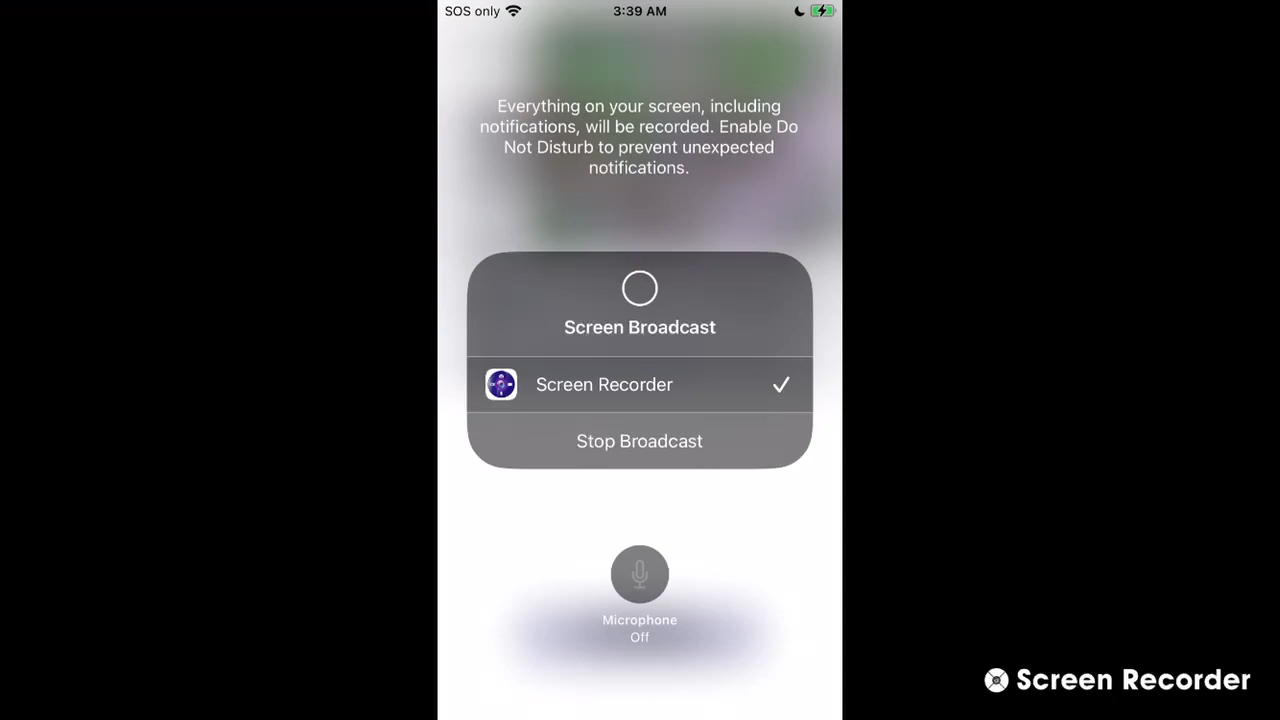 SOS only 3:39 AM
Everything on your screen, including
notifications, will be recorded. Enable Do
Not Disturb to prevent unexpected
notifications.
Screen Broadcast
Screen Recorder
Stop Broadcast
Microphone
Off
Screen Recorder